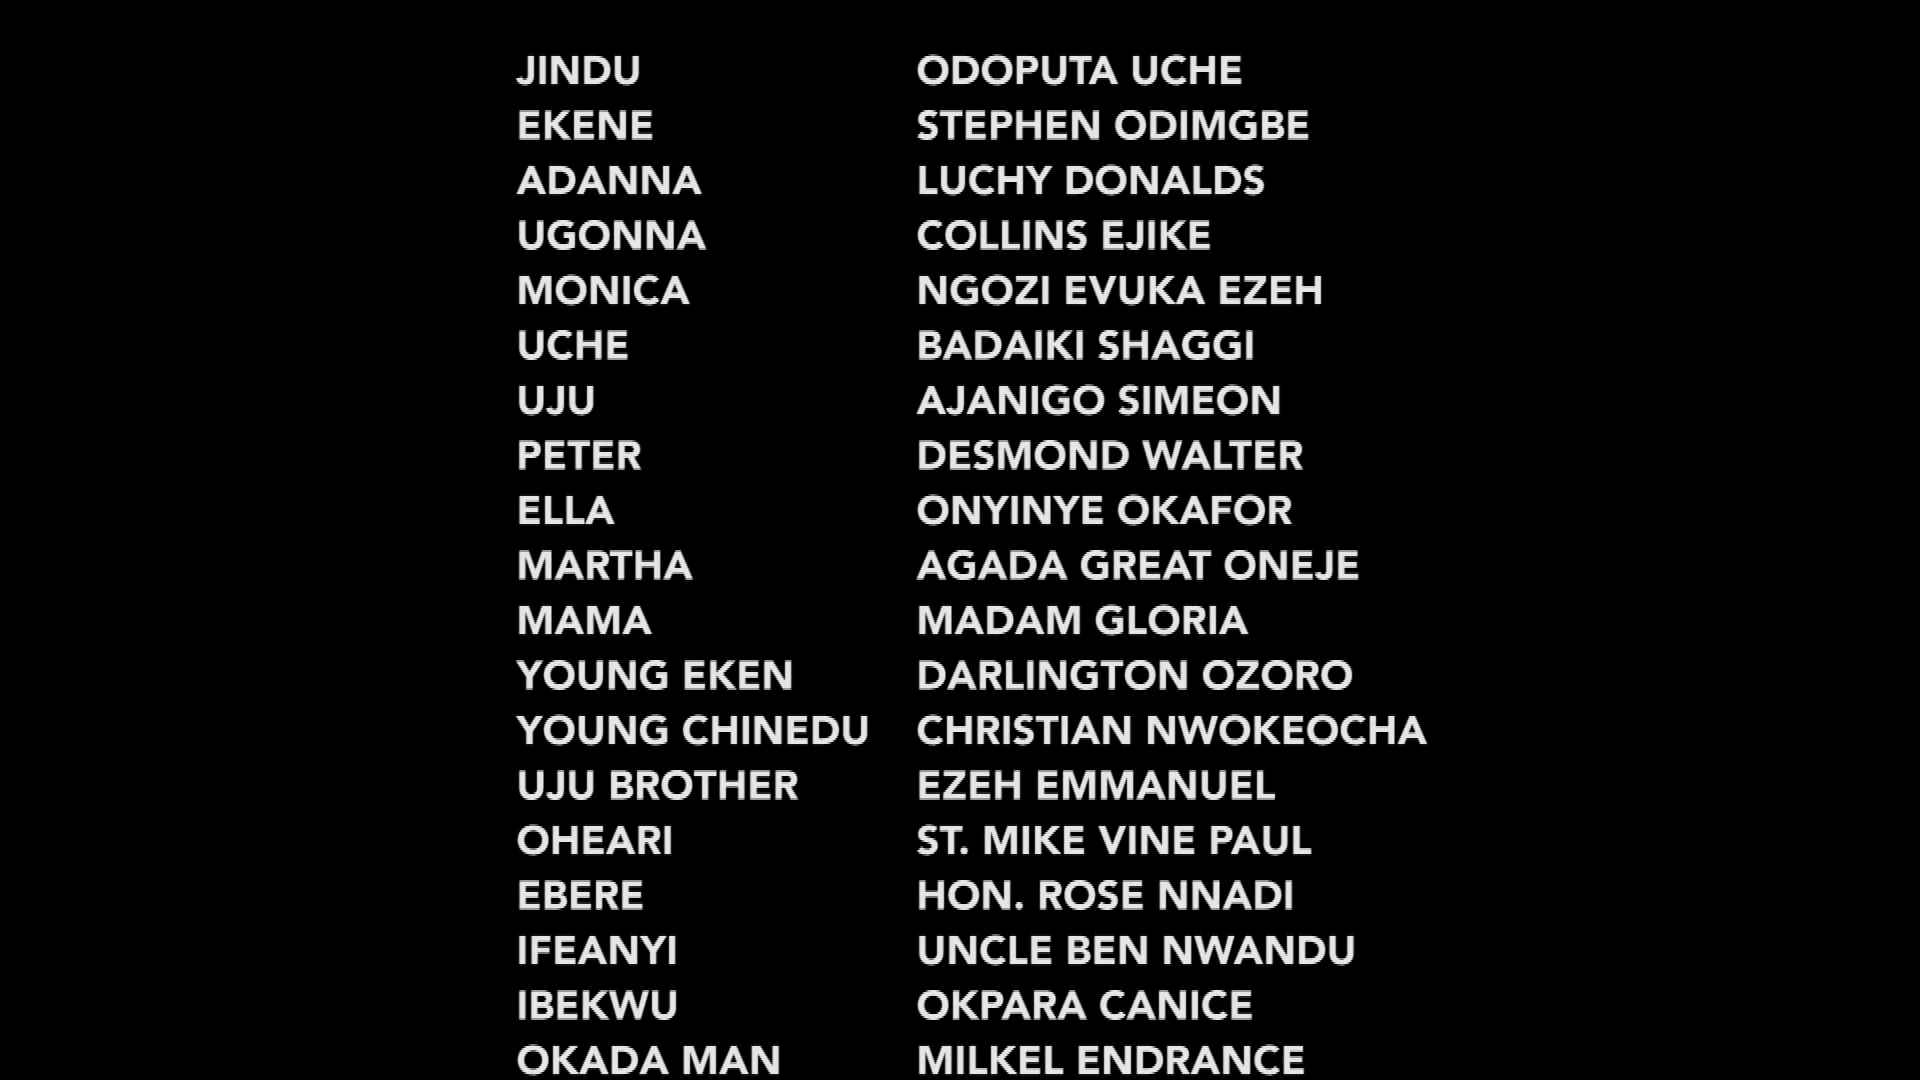 JINDU ODOPUTA UCHE
EKENE STEPHEN ODIMGBE
ADANNA LUCHY DONALDS
UGONNA COLLINS EJIKE
MONICA NGOZI EVUKA EZEH
UCHE BADAIKI SHAGGI
UJU AJANIGO SIMEON
PETER DESMOND WALTER
ELLA ONYINYE OKAFOR
MARTHA AGADA GREAT ONEJE
MAMA MADAM GLORIA
YOUNG EKEN DARLINGTON OZORO
YOUNG CHINEDU CHRISTIAN NWOKEOCHA
UJU BROTHER EZEH EMMANUEL
OHEARI ST. MIKE VINE PAUL
EBERE HON. ROSE NNADI
IFEANYI UNCLE BEN NWANDU
IBEKWU OKPARA CANICE
OKADA MAN MILKEL ENDRANCE